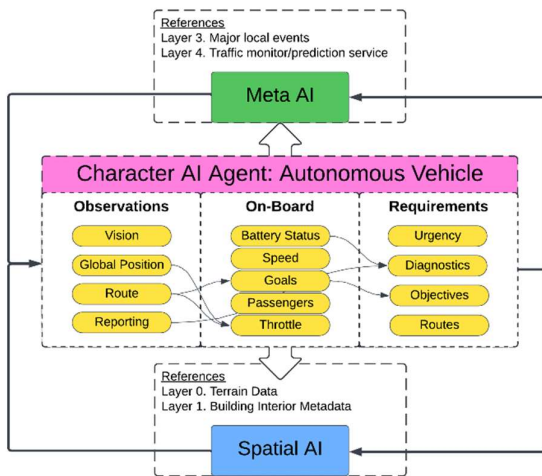 References
Layer 3. Major local events
Layer 4. Traffic monitor/prediction service
Meta AI
Character AI Agent: Autonomous Vehicle
Observations
Vision
Global Position
Route
Reporting
On-Board
Battery Status
Speed
Goals
Passengers
Throttle
Requirements
Urgency
Diagnostics
Objectives
Routes
References
Layer 0. Terrain Data
Layer 1. Building Interior Metadata
Spatial AI